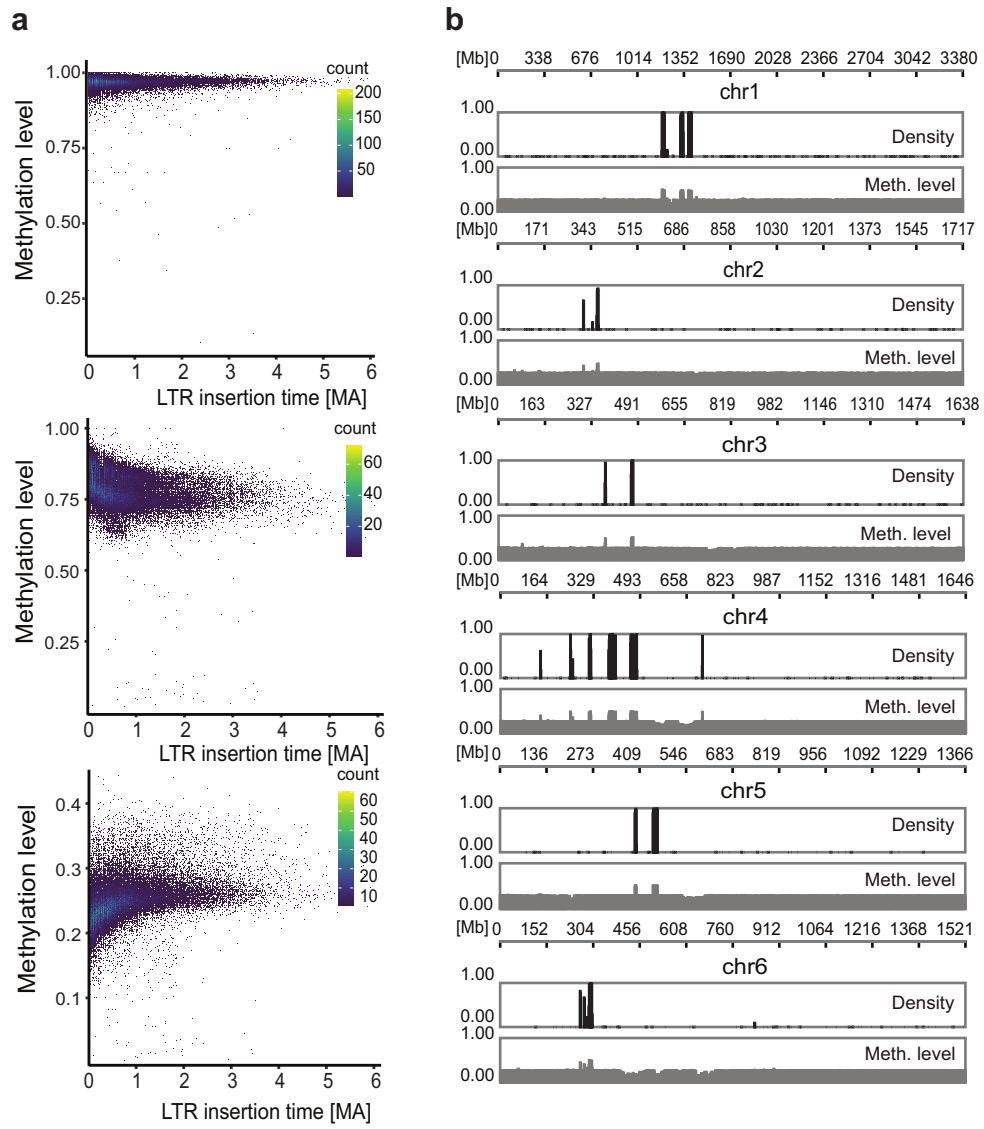 a
count
200
150
100
50
1.00
0.75
0.50
0.25
Methylation level
0 1 2 3 4 5 6
LTR insertion time [MA]
count
60
40
20
1.00
0.75
0.50
0.25
Methylation level
0 1 2 3 4 5 6
LTR insertion time [MA]
count
60
50
40
30
20
10
0.4
0.3
0.2
0.1
Methylation level
0 1 2 3 4 5 6
LTR insertion time [MA]
b
[Mb] 0 338 676 1014 1352 1690 2028 2366 2704 3042 3380
chr1
1.00
Density
0.00
1.00
Meth. level
0.00
[Mb] 0 171 343 515 686 858 1030 1201 1373 1545 1717
chr2
1.00
Density
0.00
1.00
Meth. level
0.00
[Mb] 0 163 327 491 655 819 982 1146 1310 1474 1638
chr3
1.00
Density
0.00
1.00
Meth. level
0.00
[Mb] 0 164 329 493 658 823 987 1152 1316 1481 1646
chr4
1.00
Density
0.00
1.00
Meth. level
0.00
[Mb] 0 136 273 409 546 683 819 956 1092 1229 1366
chr5
1.00
Density
0.00
1.00
Meth. level
0.00
[Mb] 0 152 304 456 608 760 912 1064 1216 1368 1521
chr6
1.00
Density
0.00
1.00
Meth. level
0.00